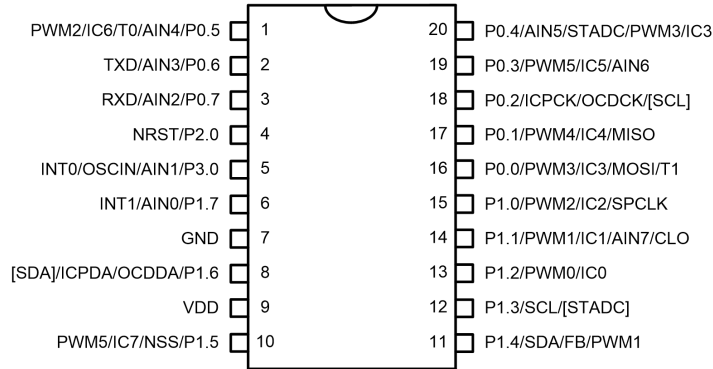 PWM2/IC6/T0/AIN4/P0.5 1 20 P0.4/AIN5/STADC/PWM3/IC3
TXD/AIN3/P0.6 2 19 P0.3/PWM5/IC5/AIN6
RXD/AIN2/P0.7 3 18 P0.2/ICPCK/OCDCK/[SCL]
NRST/P2.0 4 17 P0.1/PWM4/IC4/MISO
INT0/OSCIN/AIN1/P3.0 5 16 P0.0/PWM3/IC3/MOSI/T1
INT1/AIN0/P1.7 6 15 P1.0/PWM2/IC2/SPCLK
GND 7 14 P1.1/PWM1/IC1/AIN7/CLO
[SDA]/ICPDA/OCDDA/P1.6 8 13 P1.2/PWM0/IC0
VDD 9 12 P1.3/SCL/[STADC]
PWM5/IC7/NSS/P1.5 10 11 P1.4/SDA/FB/PWM1